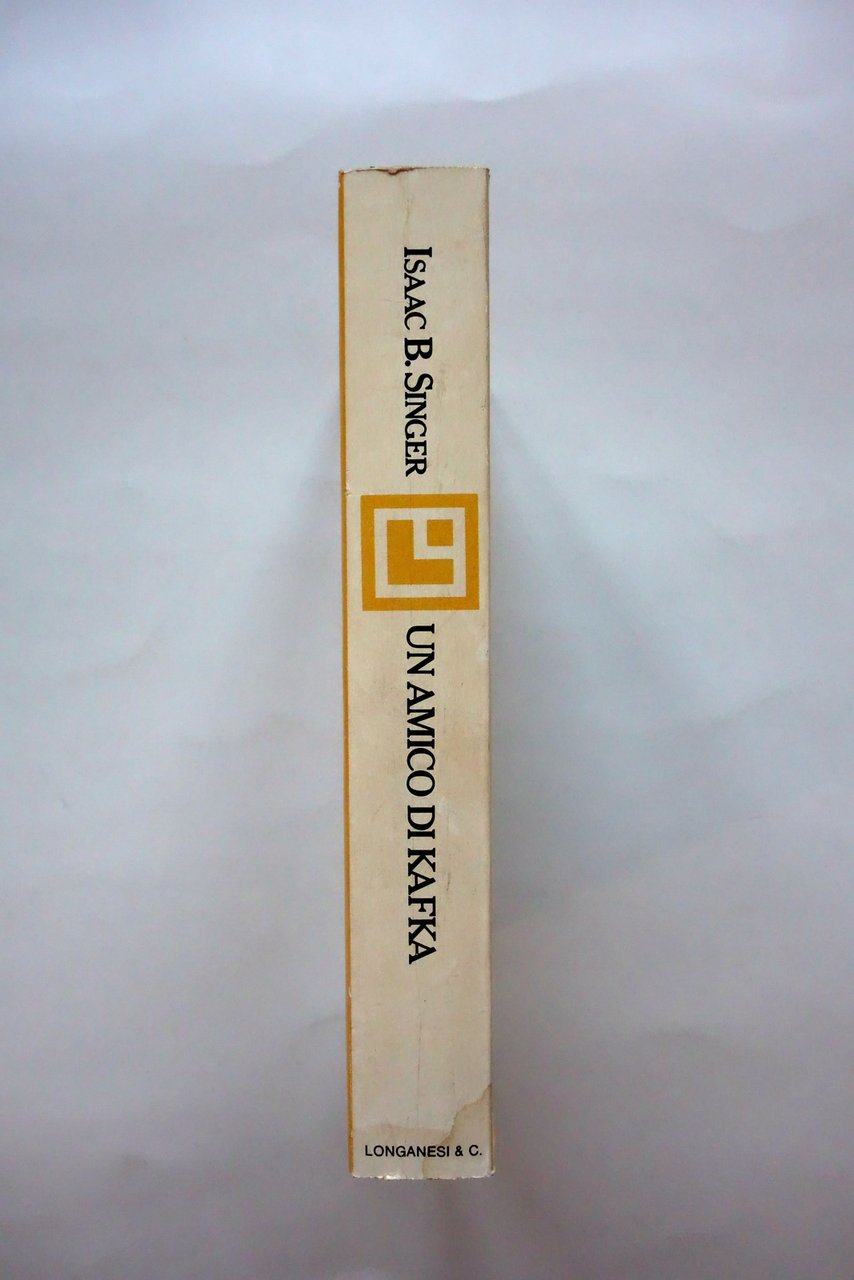 ISAAC B. SINGER
UN AMICO DI KAFKA
LONGANESI & C.